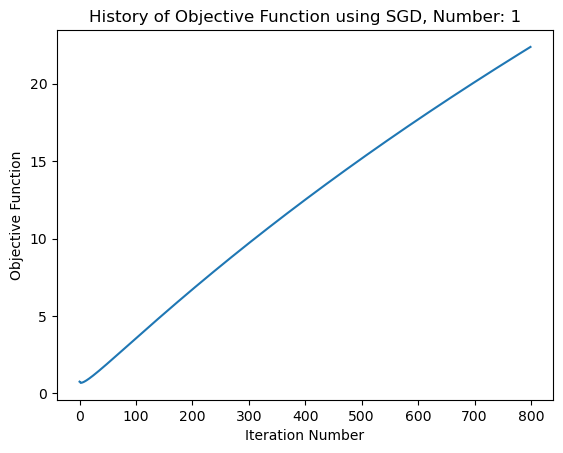 History of Objective Function using SGD, Number: 1
Objective Function
20
15
10
5
0
0 100 200 300 400 500 600 700 800
Iteration Number